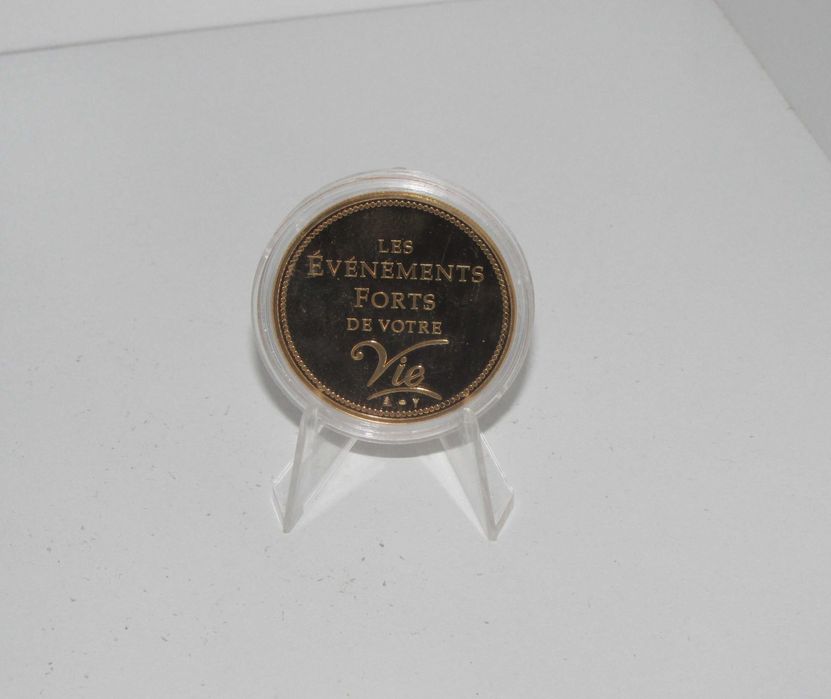 LES
ÉVÉNEMENTS
FORTS
DE VOTRE
Vie